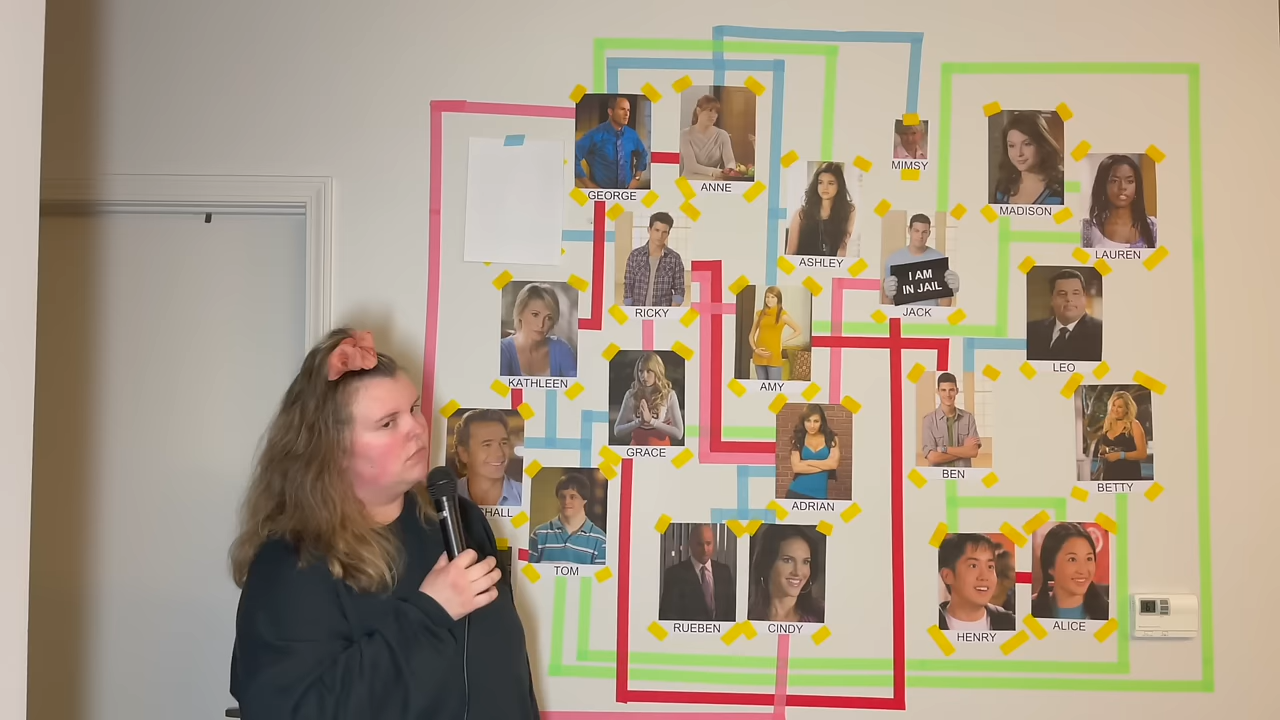 GEORGE
ANNE
MIMSY
MADISON
ASHLEY
LAUREN
I AM
IN JAIL
RICKY
JACK
LEO
KATHLEEN
AMY
GRACE
BEN
BETTY
ADRIAN
TOM
RUEBEN
CINDY
HENRY
ALICE